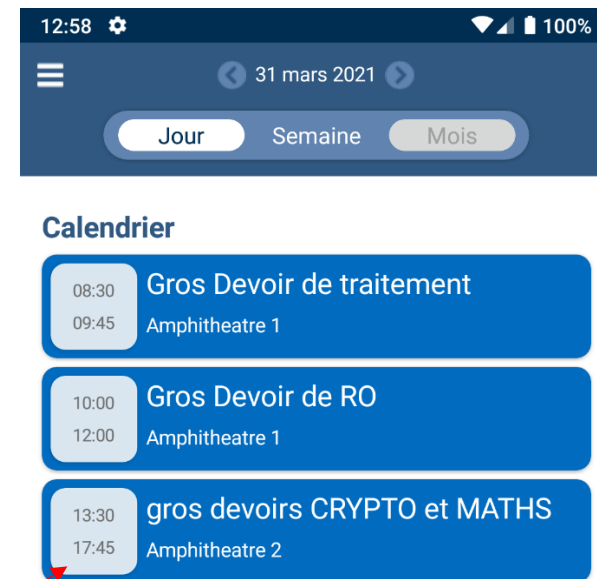 12:58 100%
31 mars 2021
Jour Semaine Mois
Calendrier
08:30 Gros Devoir de traitement
09:45 Amphitheatre 1
10:00 Gros Devoir de RO
12:00 Amphitheatre 1
13:30 gros devoirs CRYPTO et MATHS
17:45 Amphitheatre 2